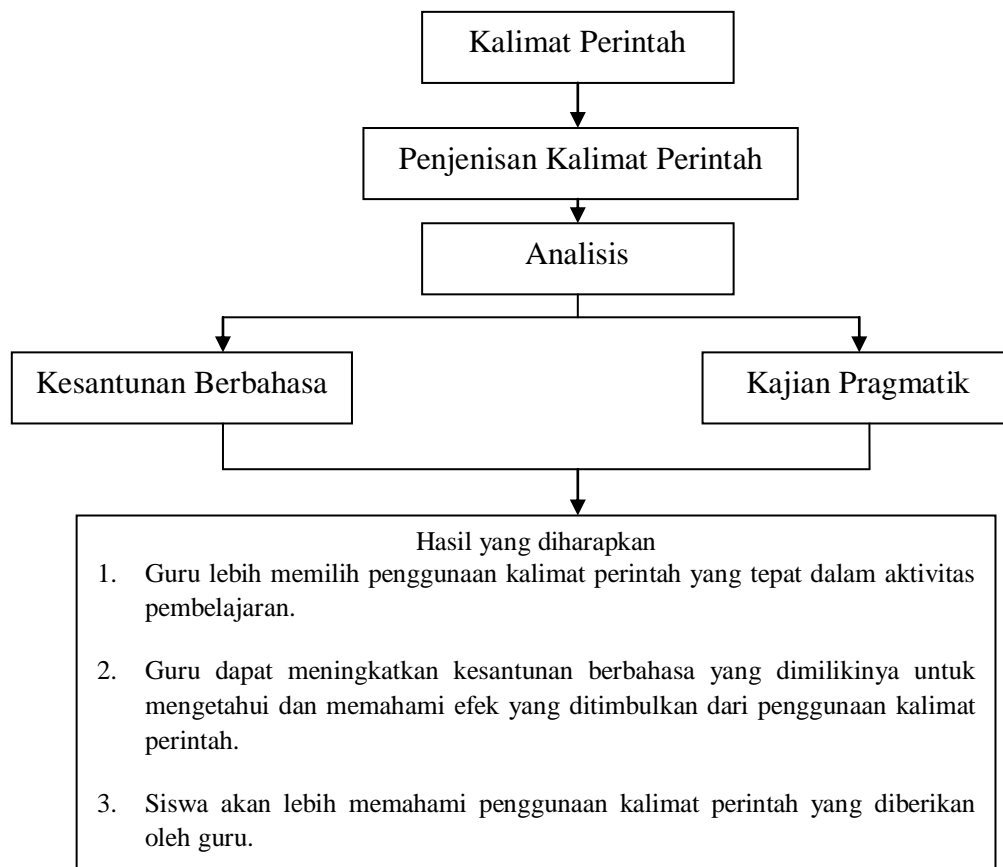 Kalimat Perintah
Penjenisan Kalimat Perintah
Analisis
Kesantunan Berbahasa
Kajian Pragmatik
Hasil yang diharapkan
1. Guru lebih memilih penggunaan kalimat perintah yang tepat dalam aktivitas
pembelajaran.
2. Guru dapat meningkatkan kesantunan berbahasa yang dimilikinya untuk
mengetahui dan memahami efek yang ditimbulkan dari penggunaan kalimat
perintah.
3. Siswa akan lebih memahami penggunaan kalimat perintah yang diberikan
oleh guru.